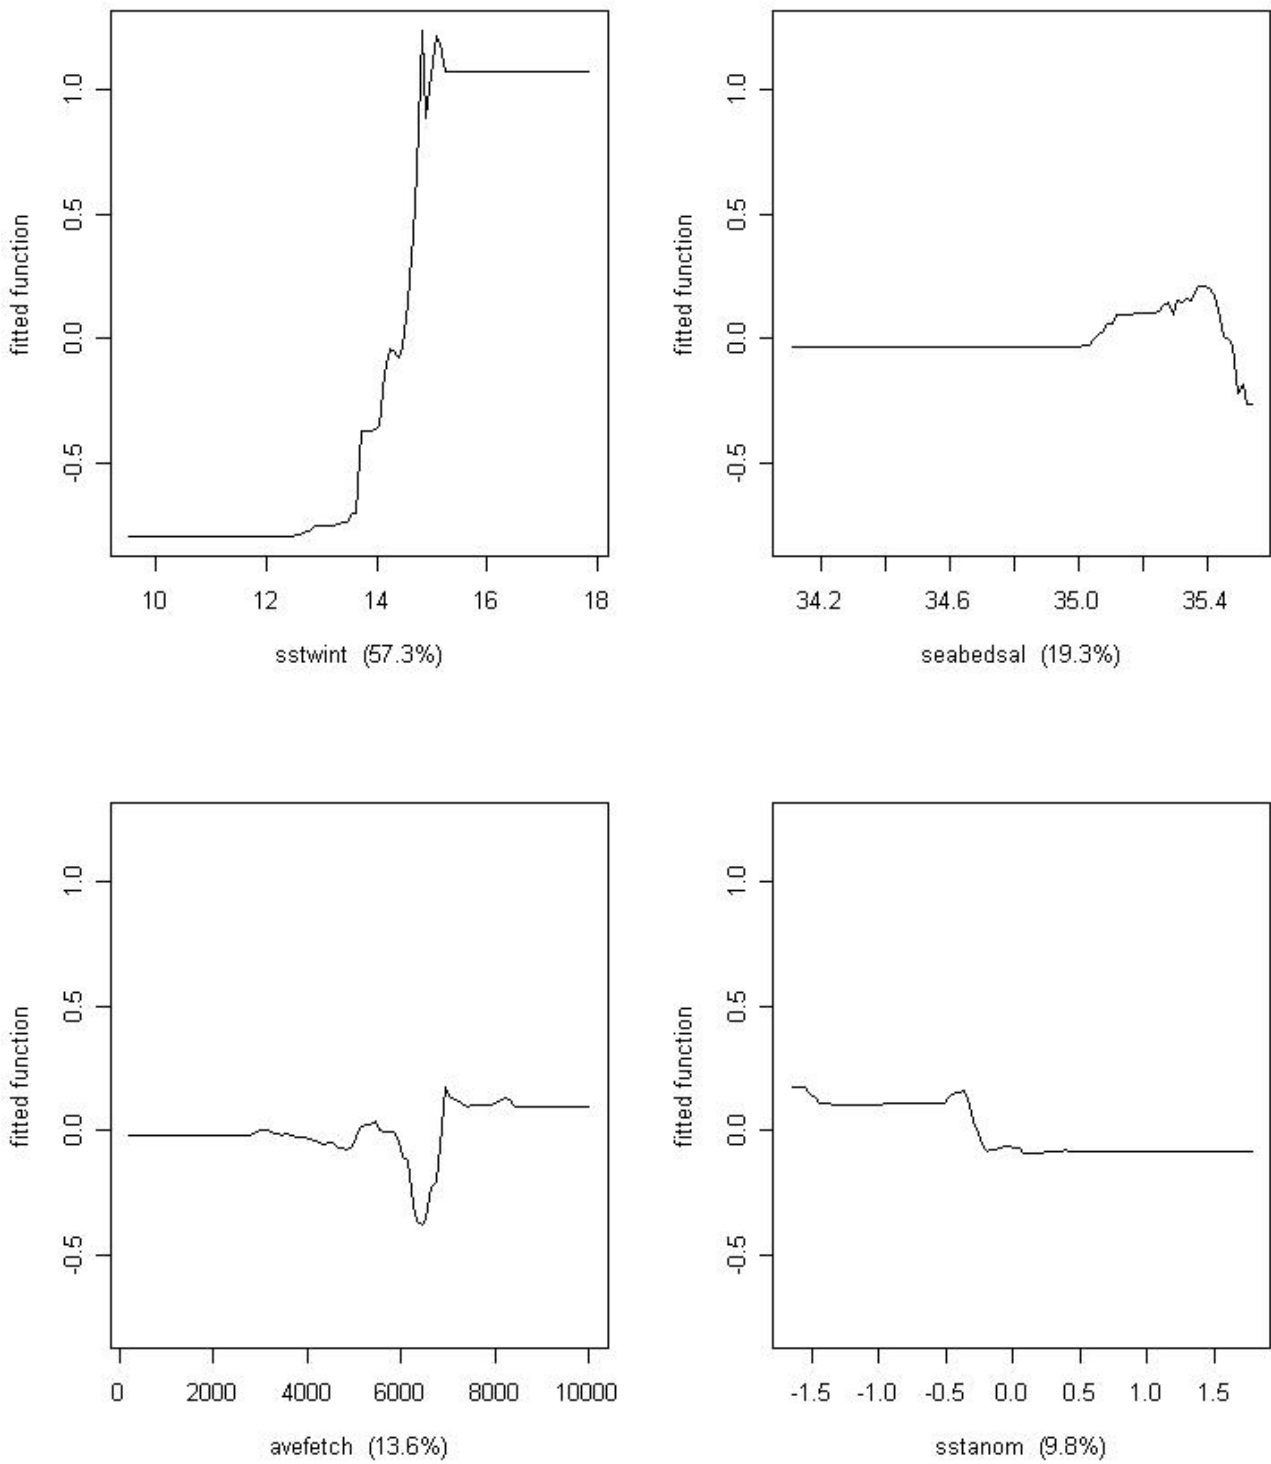 fitted function
1.0
0.5
0.0
-0.5
10 12 14 16 18
sstwint (57.3%)
fitted function
1.0
0.5
0.0
-0.5
34.2 34.6 35.0 35.4
seabedsal (19.3%)
fitted function
1.0
0.5
0.0
-0.5
0 2000 4000 6000 8000 10000
avefetch (13.6%)
fitted function
1.0
0.5
0.0
-0.5
-1.5 -1.0 -0.5 0.0 0.5 1.0 1.5
sstanom (9.8%)